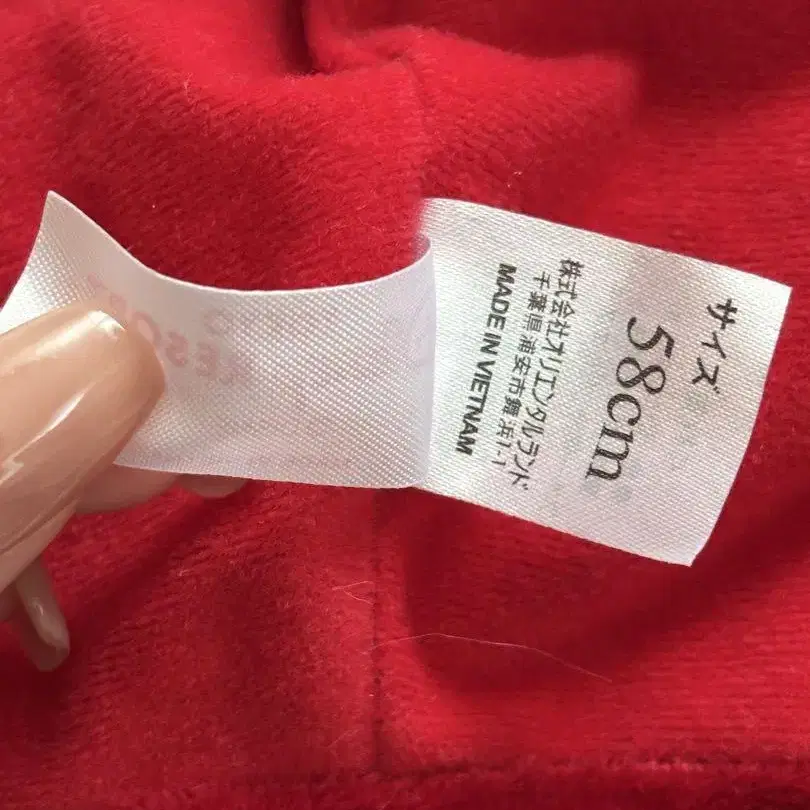 サイズ
58cm
株式会社オリエンタルランド
千葉県浦安市舞浜1-1
MADE IN VIETNAM